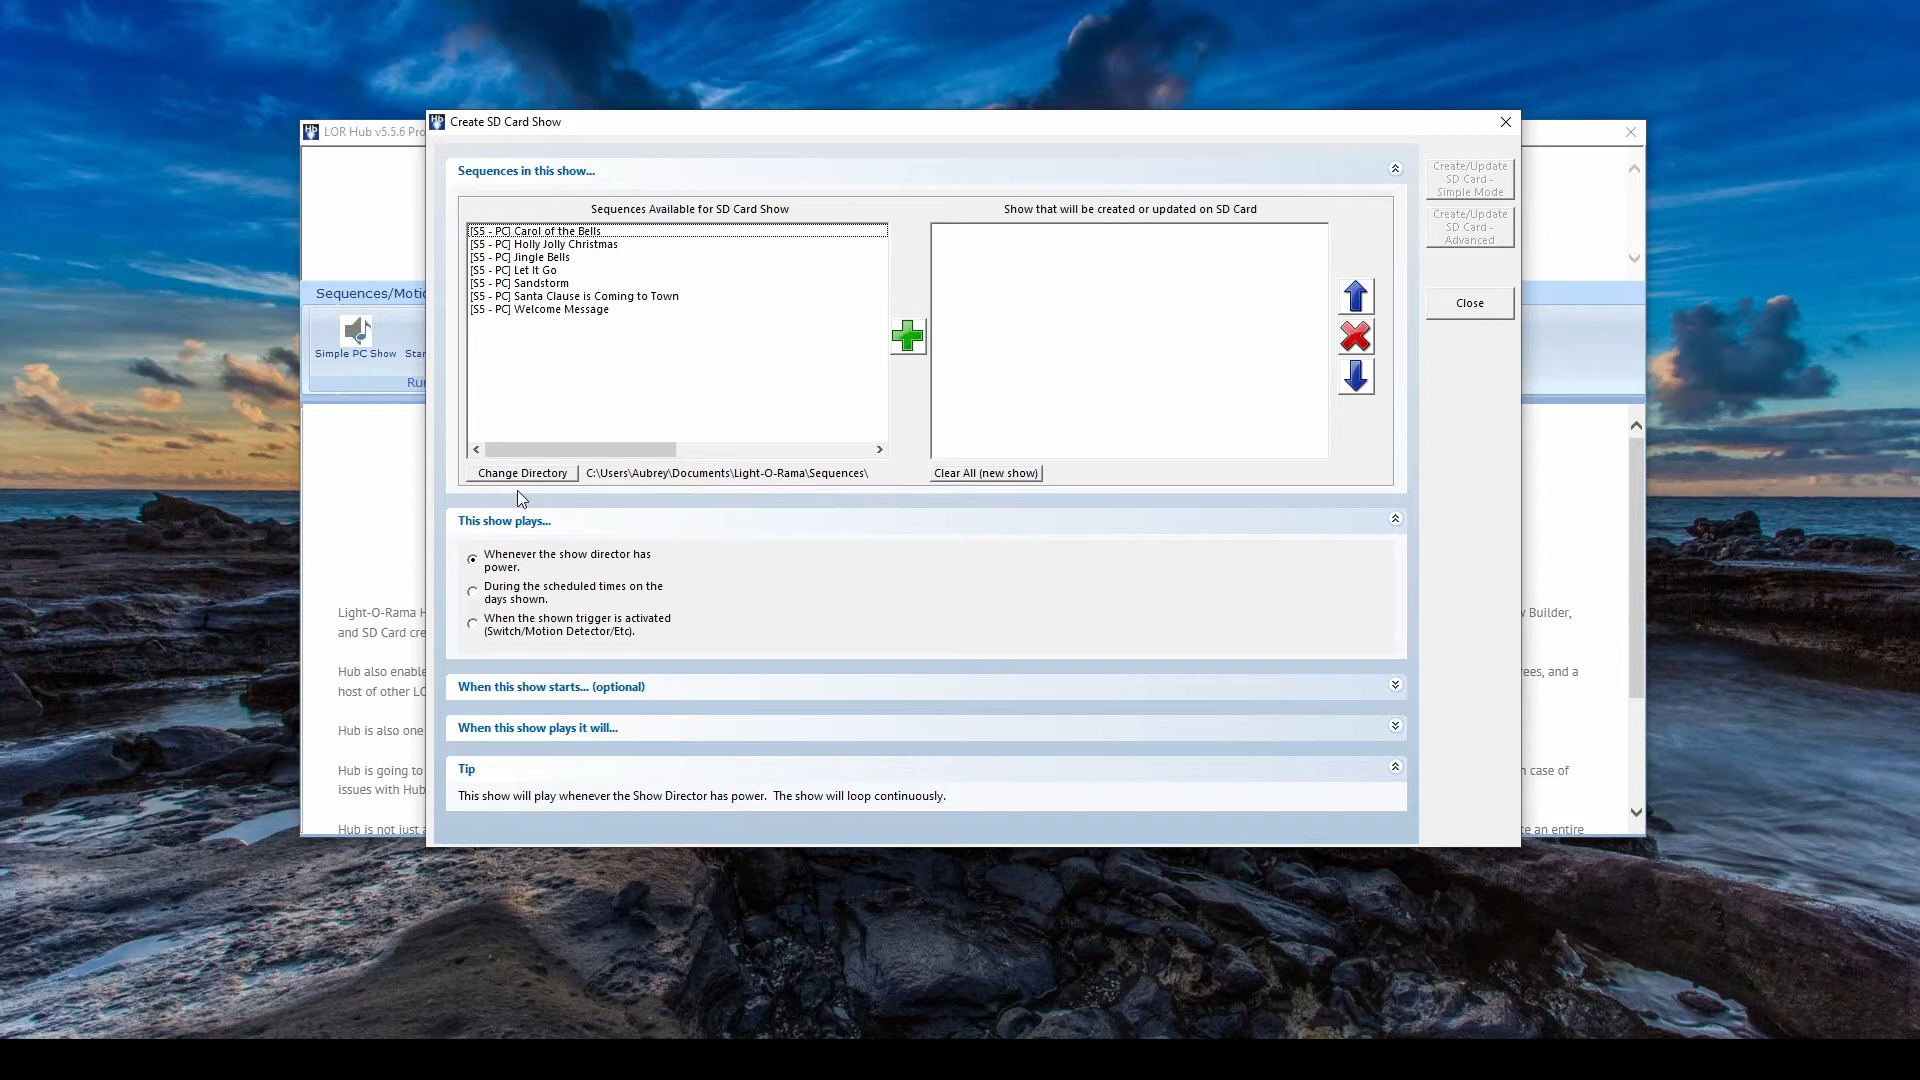 Create SD Card Show
LOR Hub v5.5.6 Pro
Sequences in this show...
Create/Update
SD Card -
Simple Mode
Sequences Available for SD Card Show
Show that will be created or updated on SD Card
Create/Update
SD Card -
Advanced
[S5 - PC] Carol of the Bells
[S5 - PC] Holly Jolly Christmas
[S5 - PC] Jingle Bells
[S5 - PC] Let It Go
[S5 - PC] Sandstorm
[S5 - PC] Santa Clause is Coming to Town
[S5 - PC] Welcome Message
Close
Sequences/Motic
Simple PC Show
Star
Ru
Change Directory
C:\Users\Aubrey\Documents\Light-O-Rama\Sequences\
Clear All (new show)
This show plays...
Whenever the show director has
power.
During the scheduled times on the
days shown.
When the shown trigger is activated
(Switch/Motion Detector/Etc).
When this show starts... (optional)
When this show plays it will...
Tip
This show will play whenever the Show Director has power. The show will loop continuously.
Light-O-Rama H
Builder,
and SD Card cre
Hub also enable
rees, and a
host of other LO
Hub is also one
Hub is going to
case of
issues with Hub
Hub is not just a
te an entire